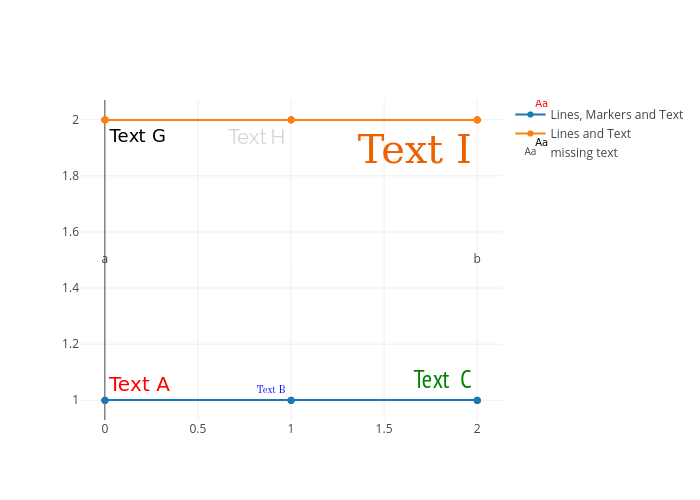 2
Text G
Text H
Text I
1.8
1.6
a
b
1.4
1.2
Text A
Text B
Text C
1
0
0.5
1
1.5
2
Aa
Lines, Markers and Text
Lines and Text
Aa
Aa
missing text